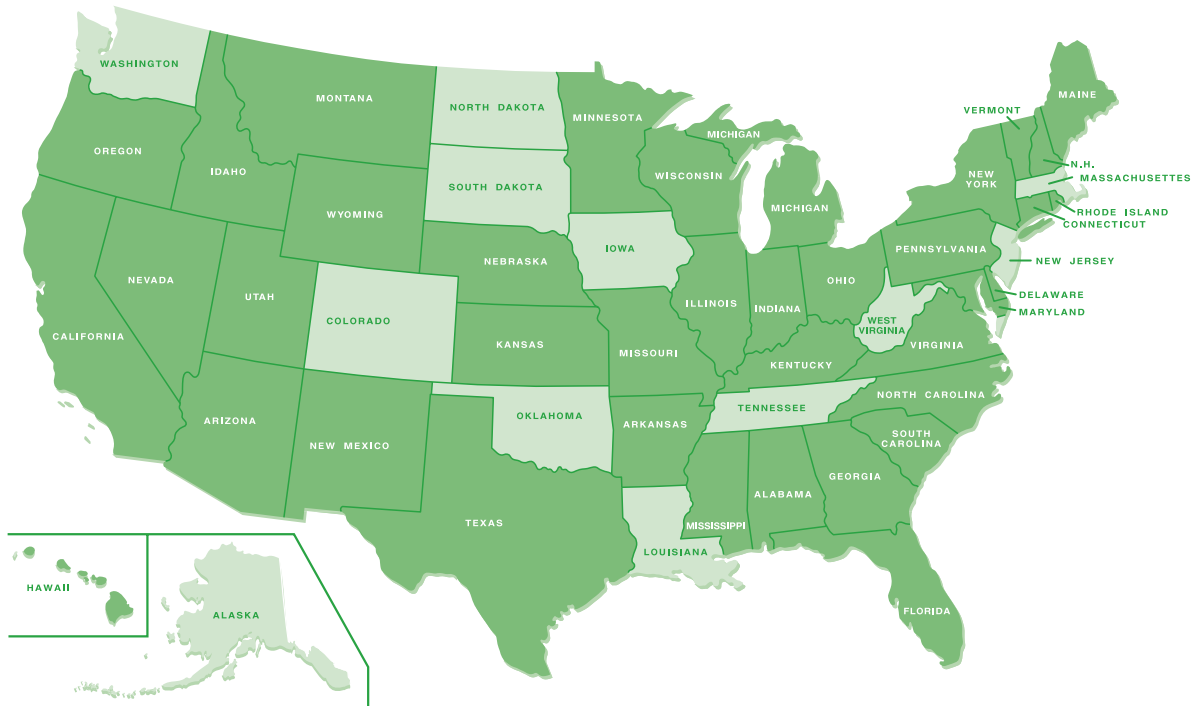 WASHINGTON
MONTANA
NORTH DAKOTA
MINNESOTA
MICHIGAN
VERMONT
MAINE
OREGON
IDAHO
SOUTH DAKOTA
WISCONSIN
NEW
YORK
N.H.
MASSACHUSETTES
WYOMING
MICHIGAN
RHODE ISLAND
CONNECTICUT
IOWA
PENNSYLVANIA
NEW JERSEY
NEVADA
NEBRASKA
OHIO
UTAH
DELAWARE
COLORADO
ILLINOIS
INDIANA
MARYLAND
WEST
VIRGINIA
CALIFORNIA
KANSAS
MISSOURI
VIRGINIA
KENTUCKY
NORTH CAROLINA
ARIZONA
OKLAHOMA
TENNESSEE
ARKANSAS
NEW MEXICO
SOUTH
CAROLINA
GEORGIA
ALABAMA
TEXAS
MISSISSIPPI
LOUISIANA
HAWAII
ALASKA
FLORIDA